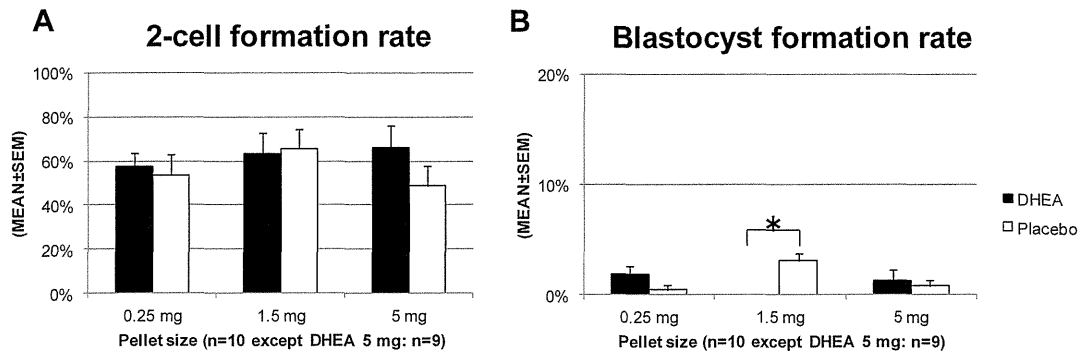 A
2-cell formation rate
100%
80%
60%
40%
20%
0%
(MEAN±SEM)
0.25 mg
1.5 mg
5 mg
Pellet size (n=10 except DHEA 5 mg: n=9)
B
Blastocyst formation rate
20%
10%
0%
(MEAN±SEM)
*
0.25 mg
1.5 mg
5 mg
Pellet size (n=10 except DHEA 5 mg: n=9)
DHEA
Placebo